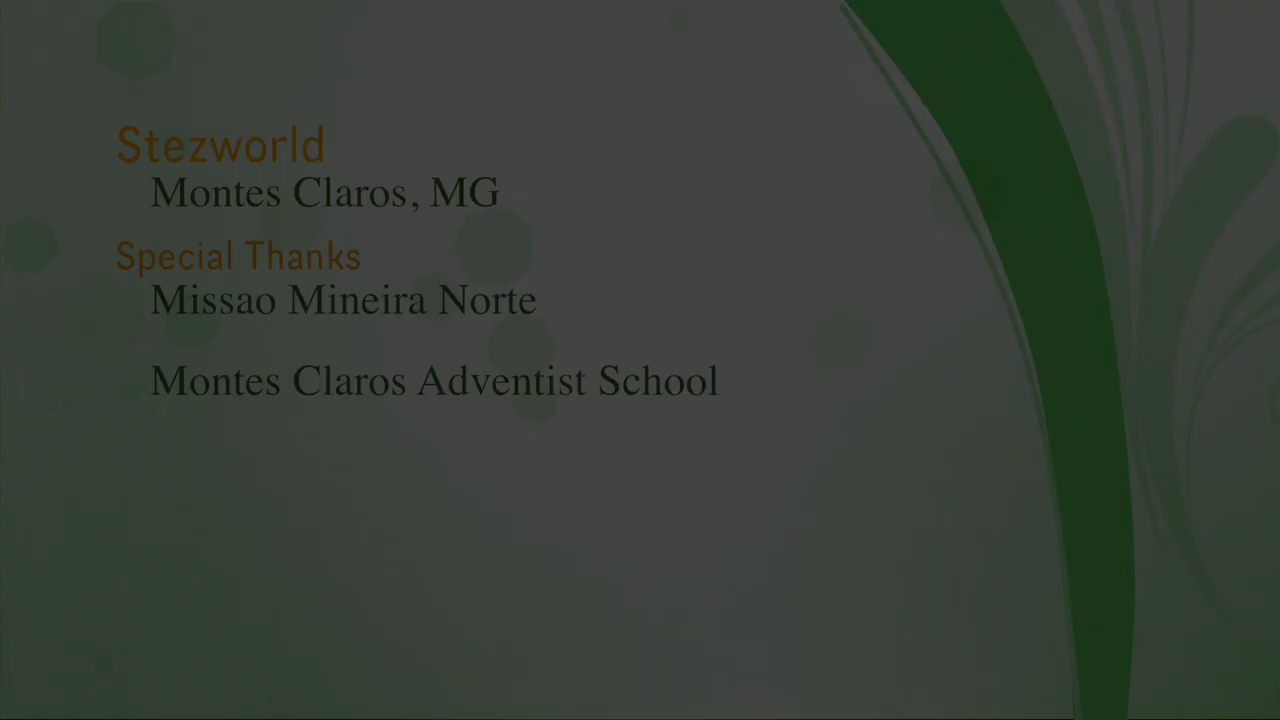 Stezworld
Montes Claros, MG
Special Thanks
Missao Mineira Norte
Montes Claros Adventist School